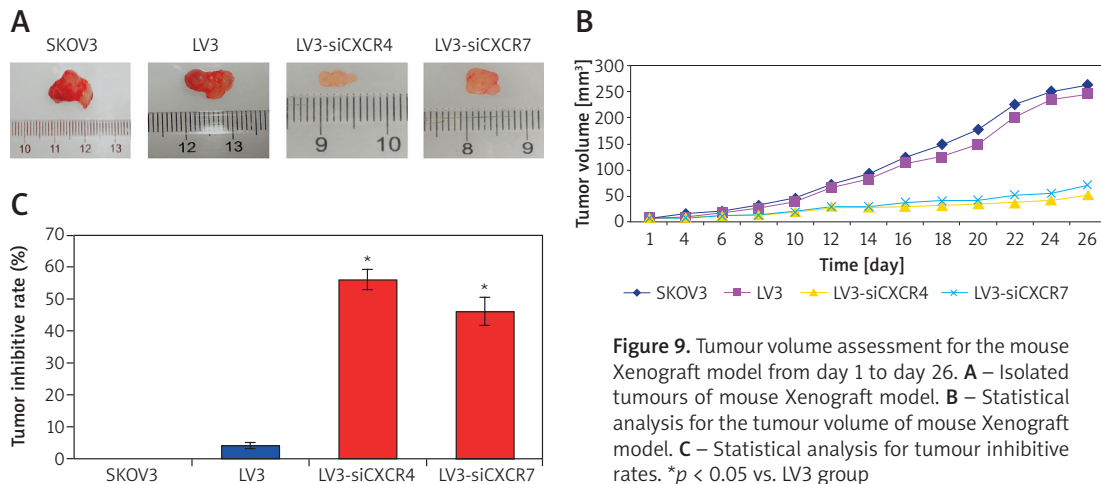 A
SKOV3 LV3 LV3-siCXCR4 LV3-siCXCR7
10 11 12 13
12 13
9 10
8 9
B
Tumor volume [mm³]
300
250
200
150
100
50
0
1 4 6 8 10 12 14 16 18 20 22 24 26
Time [day]
SKOV3 LV3 LV3-siCXCR4 LV3-siCXCR7
C
Tumor inhibitive rate (%)
70
60
50
40
30
20
10
0
* *
SKOV3 LV3 LV3-siCXCR4 LV3-siCXCR7
Figure 9. Tumour volume assessment for the mouse
Xenograft model from day 1 to day 26. A – Isolated
tumours of mouse Xenograft model. B – Statistical
analysis for the tumour volume of mouse Xenograft
model. C – Statistical analysis for tumour inhibitive
rates. *p < 0.05 vs. LV3 group